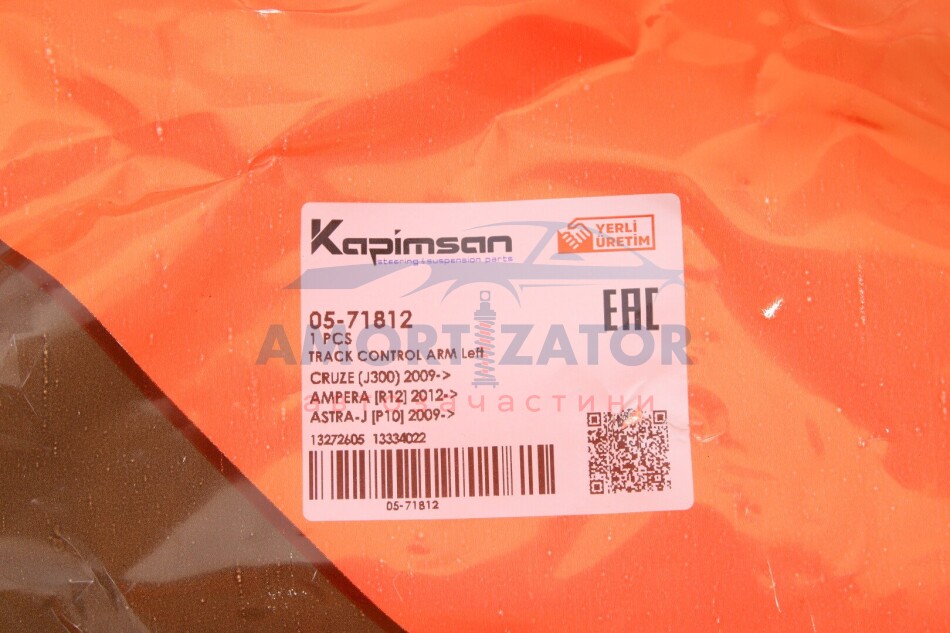 Kapimsan
steering & suspension parts
YERLİ
ÜRETİM
EAC
05-71812
1 PCS
TRACK CONTROL ARM Left
CRUZE (J300) 2009->
AMPERA [R12] 2012->
ASTRA-J [P10] 2009->
13272605 13334022
05-71812
AMORTIZATOR
автозапчастини